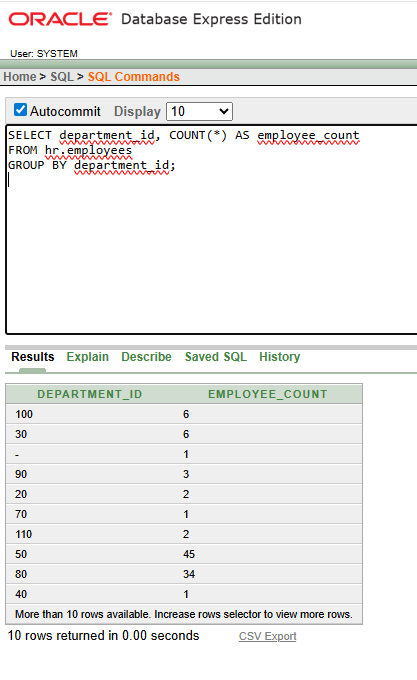 ORACLE Database Express Edition
User: SYSTEM
Home > SQL > SQL Commands
Autocommit Display 10
SELECT department_id, COUNT(*) AS employee_count
FROM hr.employees
GROUP BY department_id;
Results Explain Describe Saved SQL History
DEPARTMENT_ID EMPLOYEE_COUNT
100 6
30 6
- 1
90 3
20 2
70 1
110 2
50 45
80 34
40 1
More than 10 rows available. Increase rows selector to view more rows.
10 rows returned in 0.00 seconds CSV Export